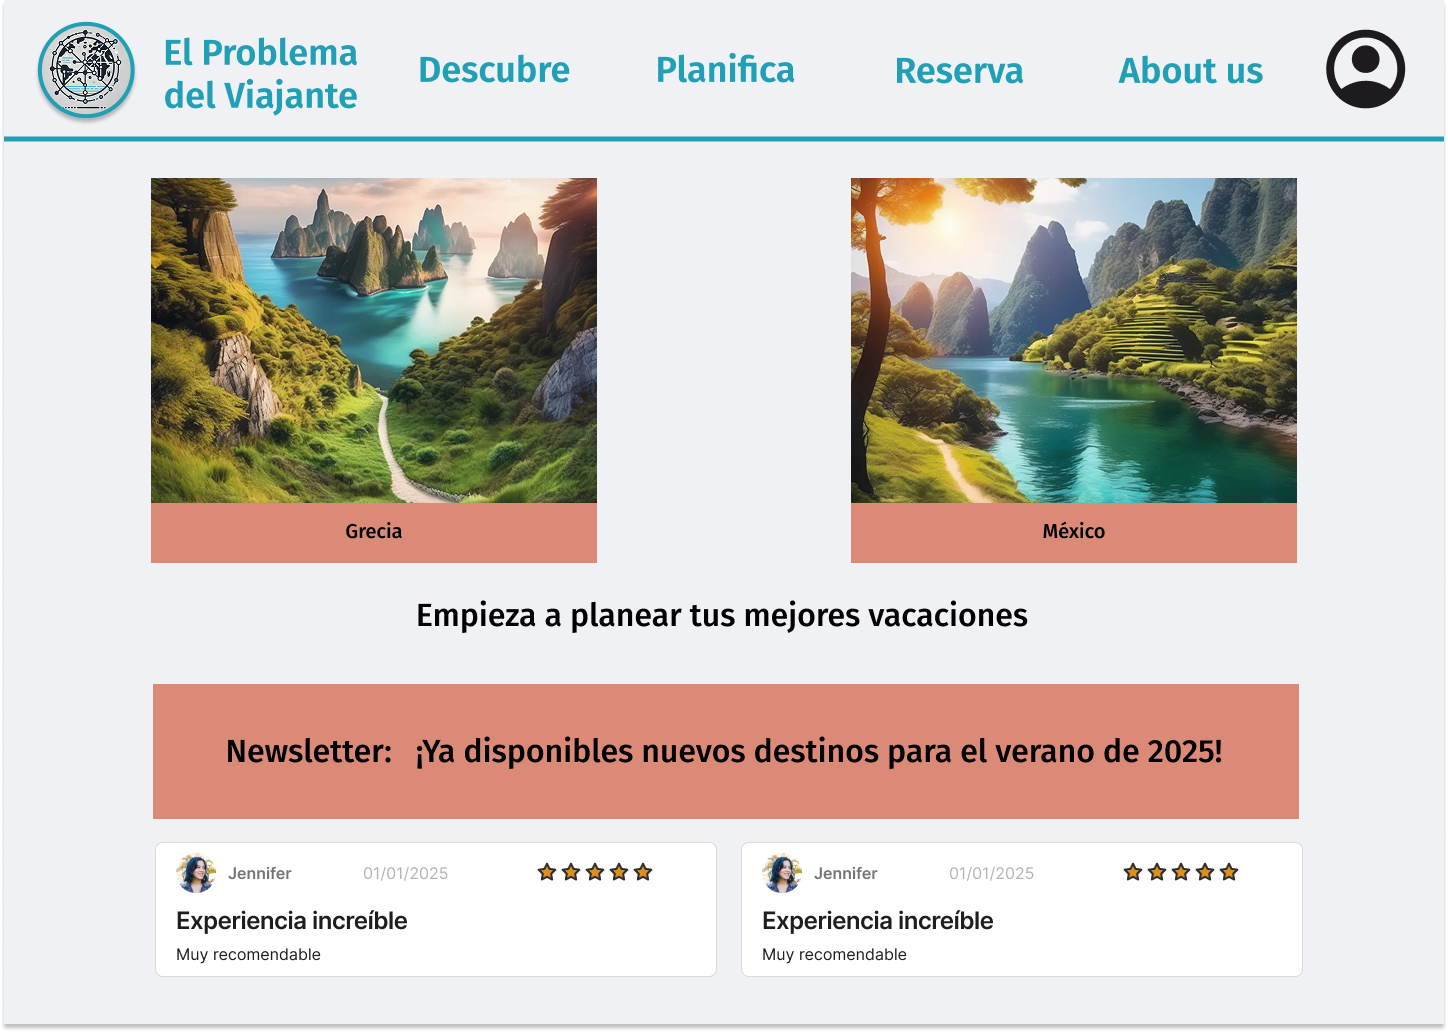 El Problema
del Viajante
Descubre
Planifica
Reserva
About us
Grecia
México
Empieza a planear tus mejores vacaciones
Newsletter: ¡Ya disponibles nuevos destinos para el verano de 2025!
Jennifer 01/01/2025
Experiencia increíble
Muy recomendable
Jennifer 01/01/2025
Experiencia increíble
Muy recomendable